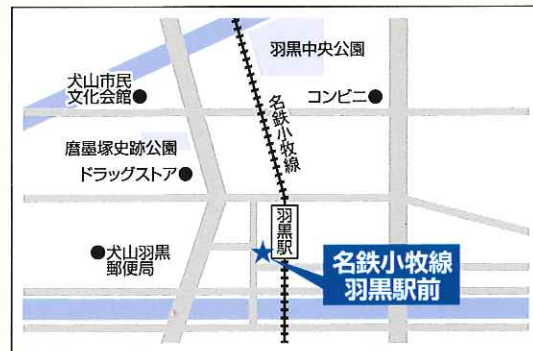 羽黒中央公園
犬山市民
文化会館
コンビニ
名鉄小牧線
磨墨塚史跡公園
ドラッグストア
羽黒駅
犬山羽黒
郵便局
名鉄小牧線
羽黒駅前